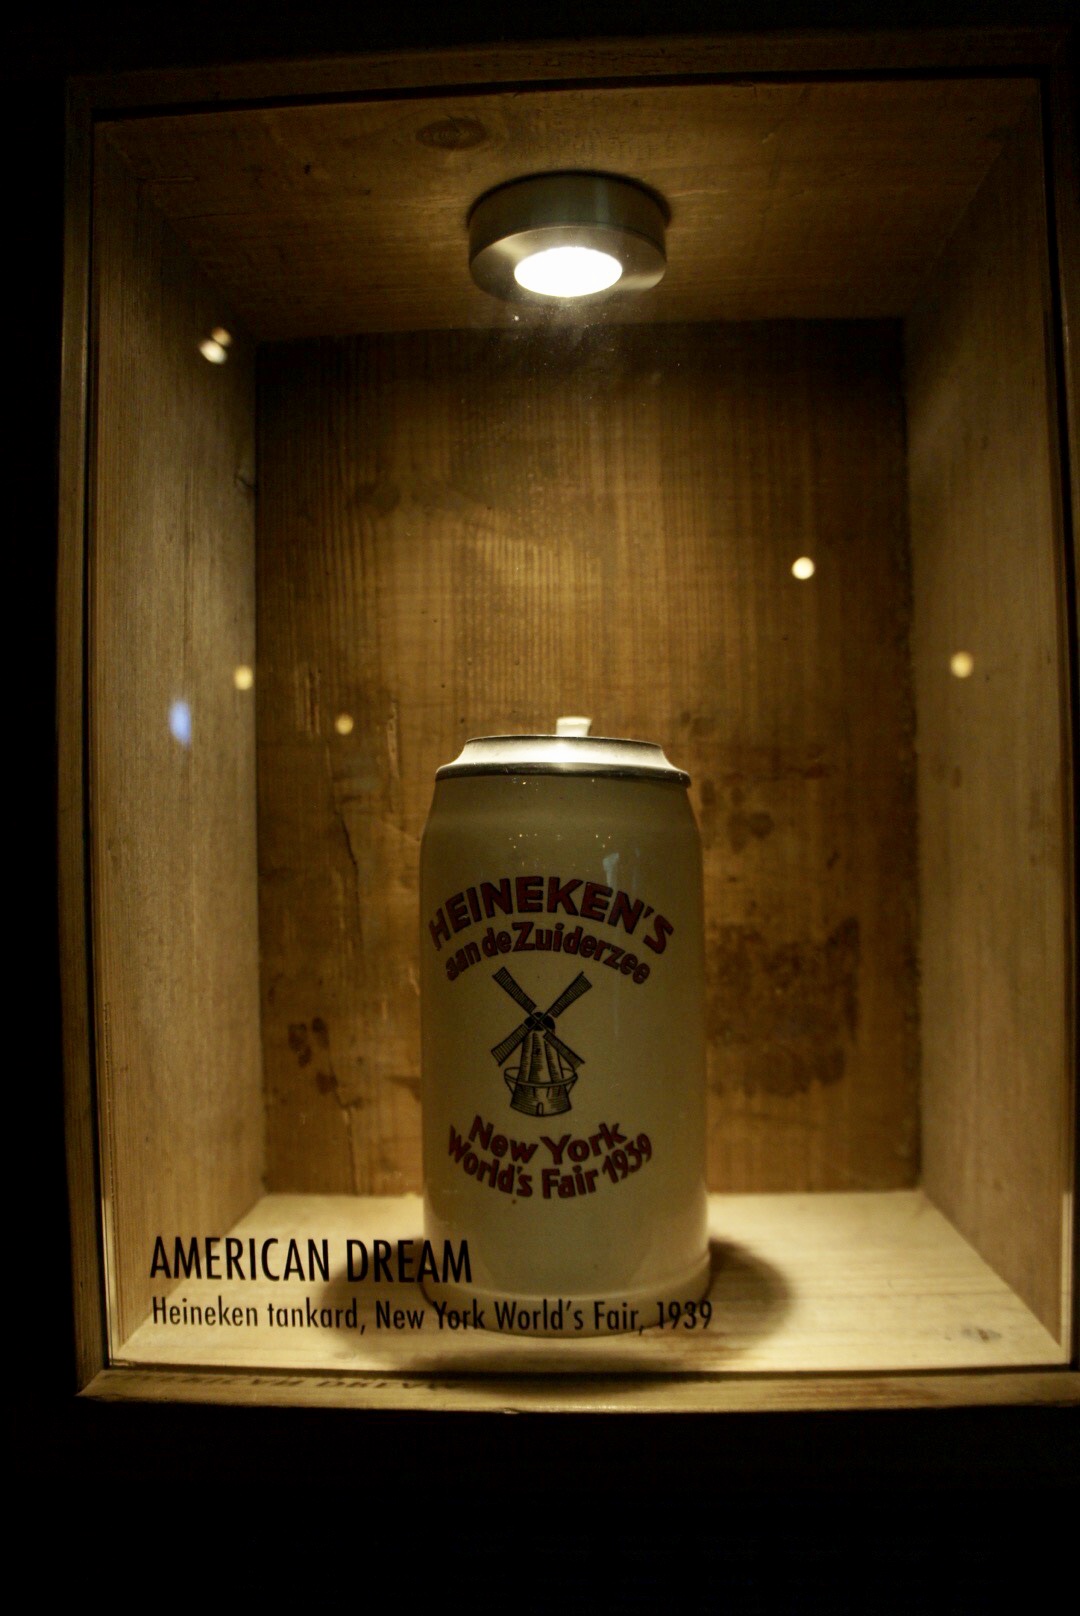 HEINEKEN'S
aan de Zuiderzee
New York
World's Fair 1939
AMERICAN DREAM
Heineken tankard, New York World's Fair, 1939